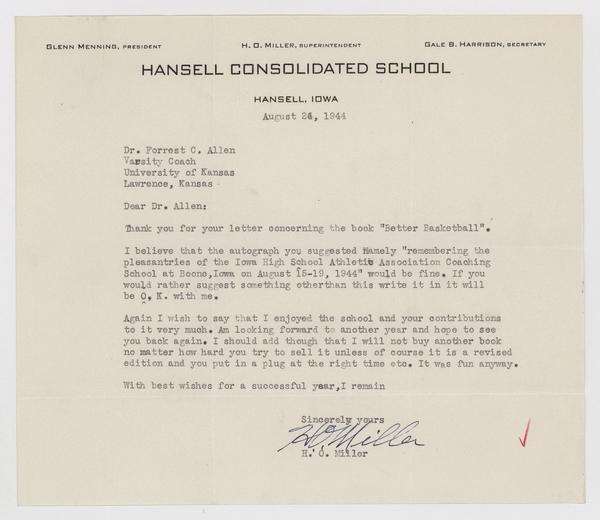 GLENN MENNING, PRESIDENT H. O. MILLER, SUPERINTENDENT GALE B. HARRISON, SECRETARY
HANSELL CONSOLIDATED SCHOOL
HANSELL, IOWA
August 26, 1944
Dr. Forrest C. Allen
Varsity Coach
University of Kansas
Lawrence, Kansas
Dear Dr. Allen:
Thank you for your letter concerning the book "Better Basketball".
I believe that the autograph you suggested Namely "remembering the
pleasantries of the Iowa High School Athletic Association Coaching
School at Boone,Iowa on August 15-19, 1944" would be fine. If you
would rather suggest something otherthan this write it in it will
be O. K. with me.
Again I wish to say that I enjoyed the school and your contributions
to it very much. Am looking forward to another year and hope to see
you back again. I should add though that I will not buy another book
no matter how hard you try to sell it unless of course it is a revised
edition and you put in a plug at the right time etc. It was fun anyway.
With best wishes for a successful year,I remain
Sincerely yours
H O Miller
H. O. Miller